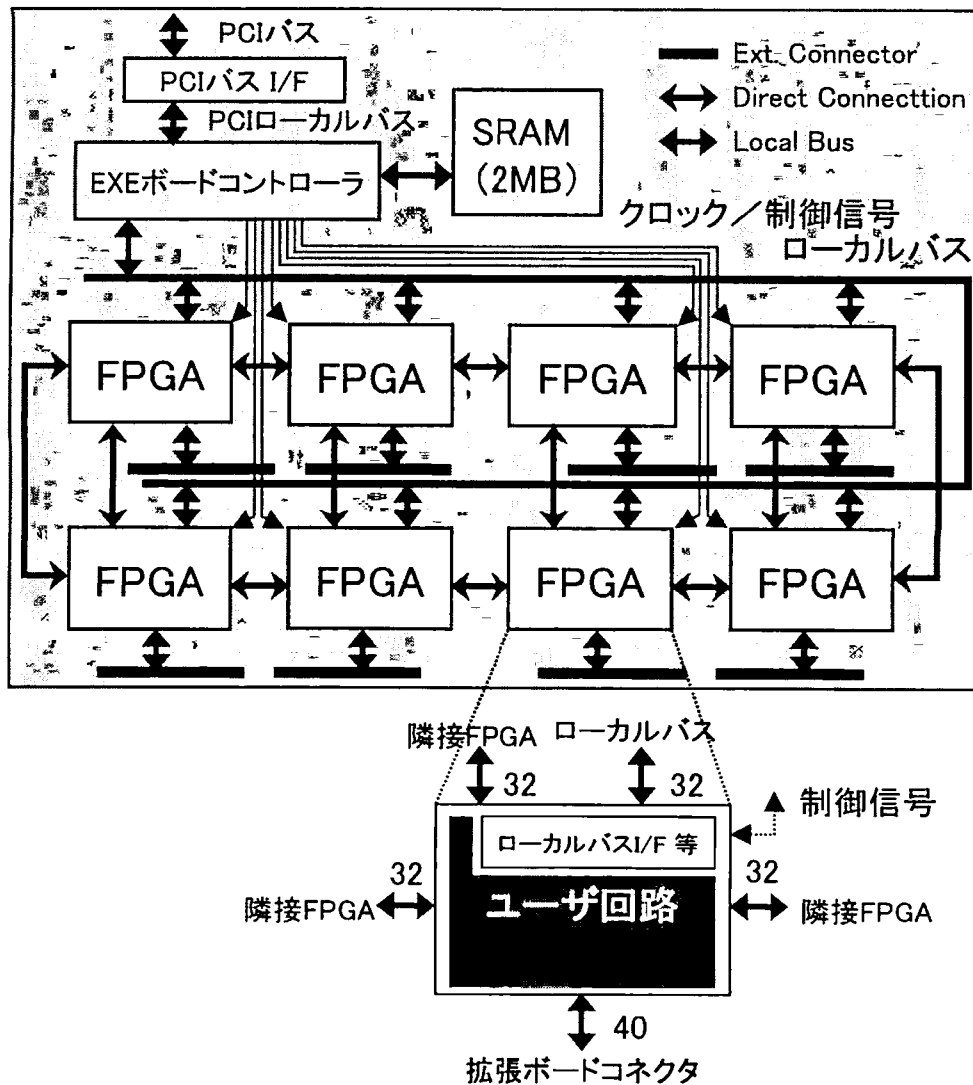 PCIバス
PCIバス I/F
PCIローカルバス
EXEボードコントローラ
SRAM
(2MB)
Ext. Connector
Direct Connecttion
Local Bus
クロック／制御信号
ローカルバス
FPGA
FPGA
FPGA
FPGA
FPGA
FPGA
FPGA
FPGA
隣接FPGA
ローカルバス
32
32
制御信号
ローカルバスI/F 等
32
32
ユーザ回路
隣接FPGA
隣接FPGA
40
拡張ボードコネクタ